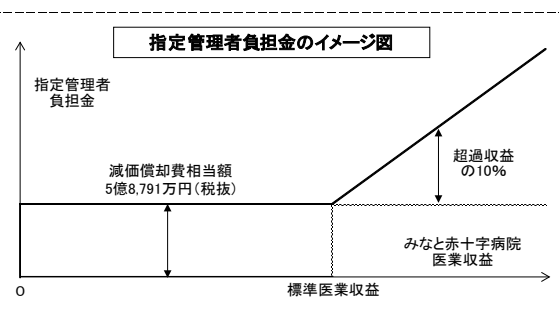 指定管理者負担金のイメージ図
指定管理者
負担金
減価償却費相当額
5億8,791万円(税抜)
超過収益
の10%
みなと赤十字病院
医業収益
0
標準医業収益